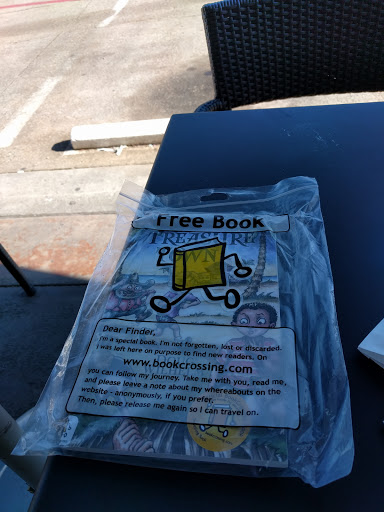 Free Book
TREASURE
Dear Finder,
I'm a special book. I'm not forgotten, lost or discarded.
I was left here on purpose to find new readers. On
www.bookcrossing.com
you can follow my journey. Take me with you, read me,
and please leave a note about my whereabouts on the
website - anonymously, if you prefer.
Then, please release me again so I can travel on.